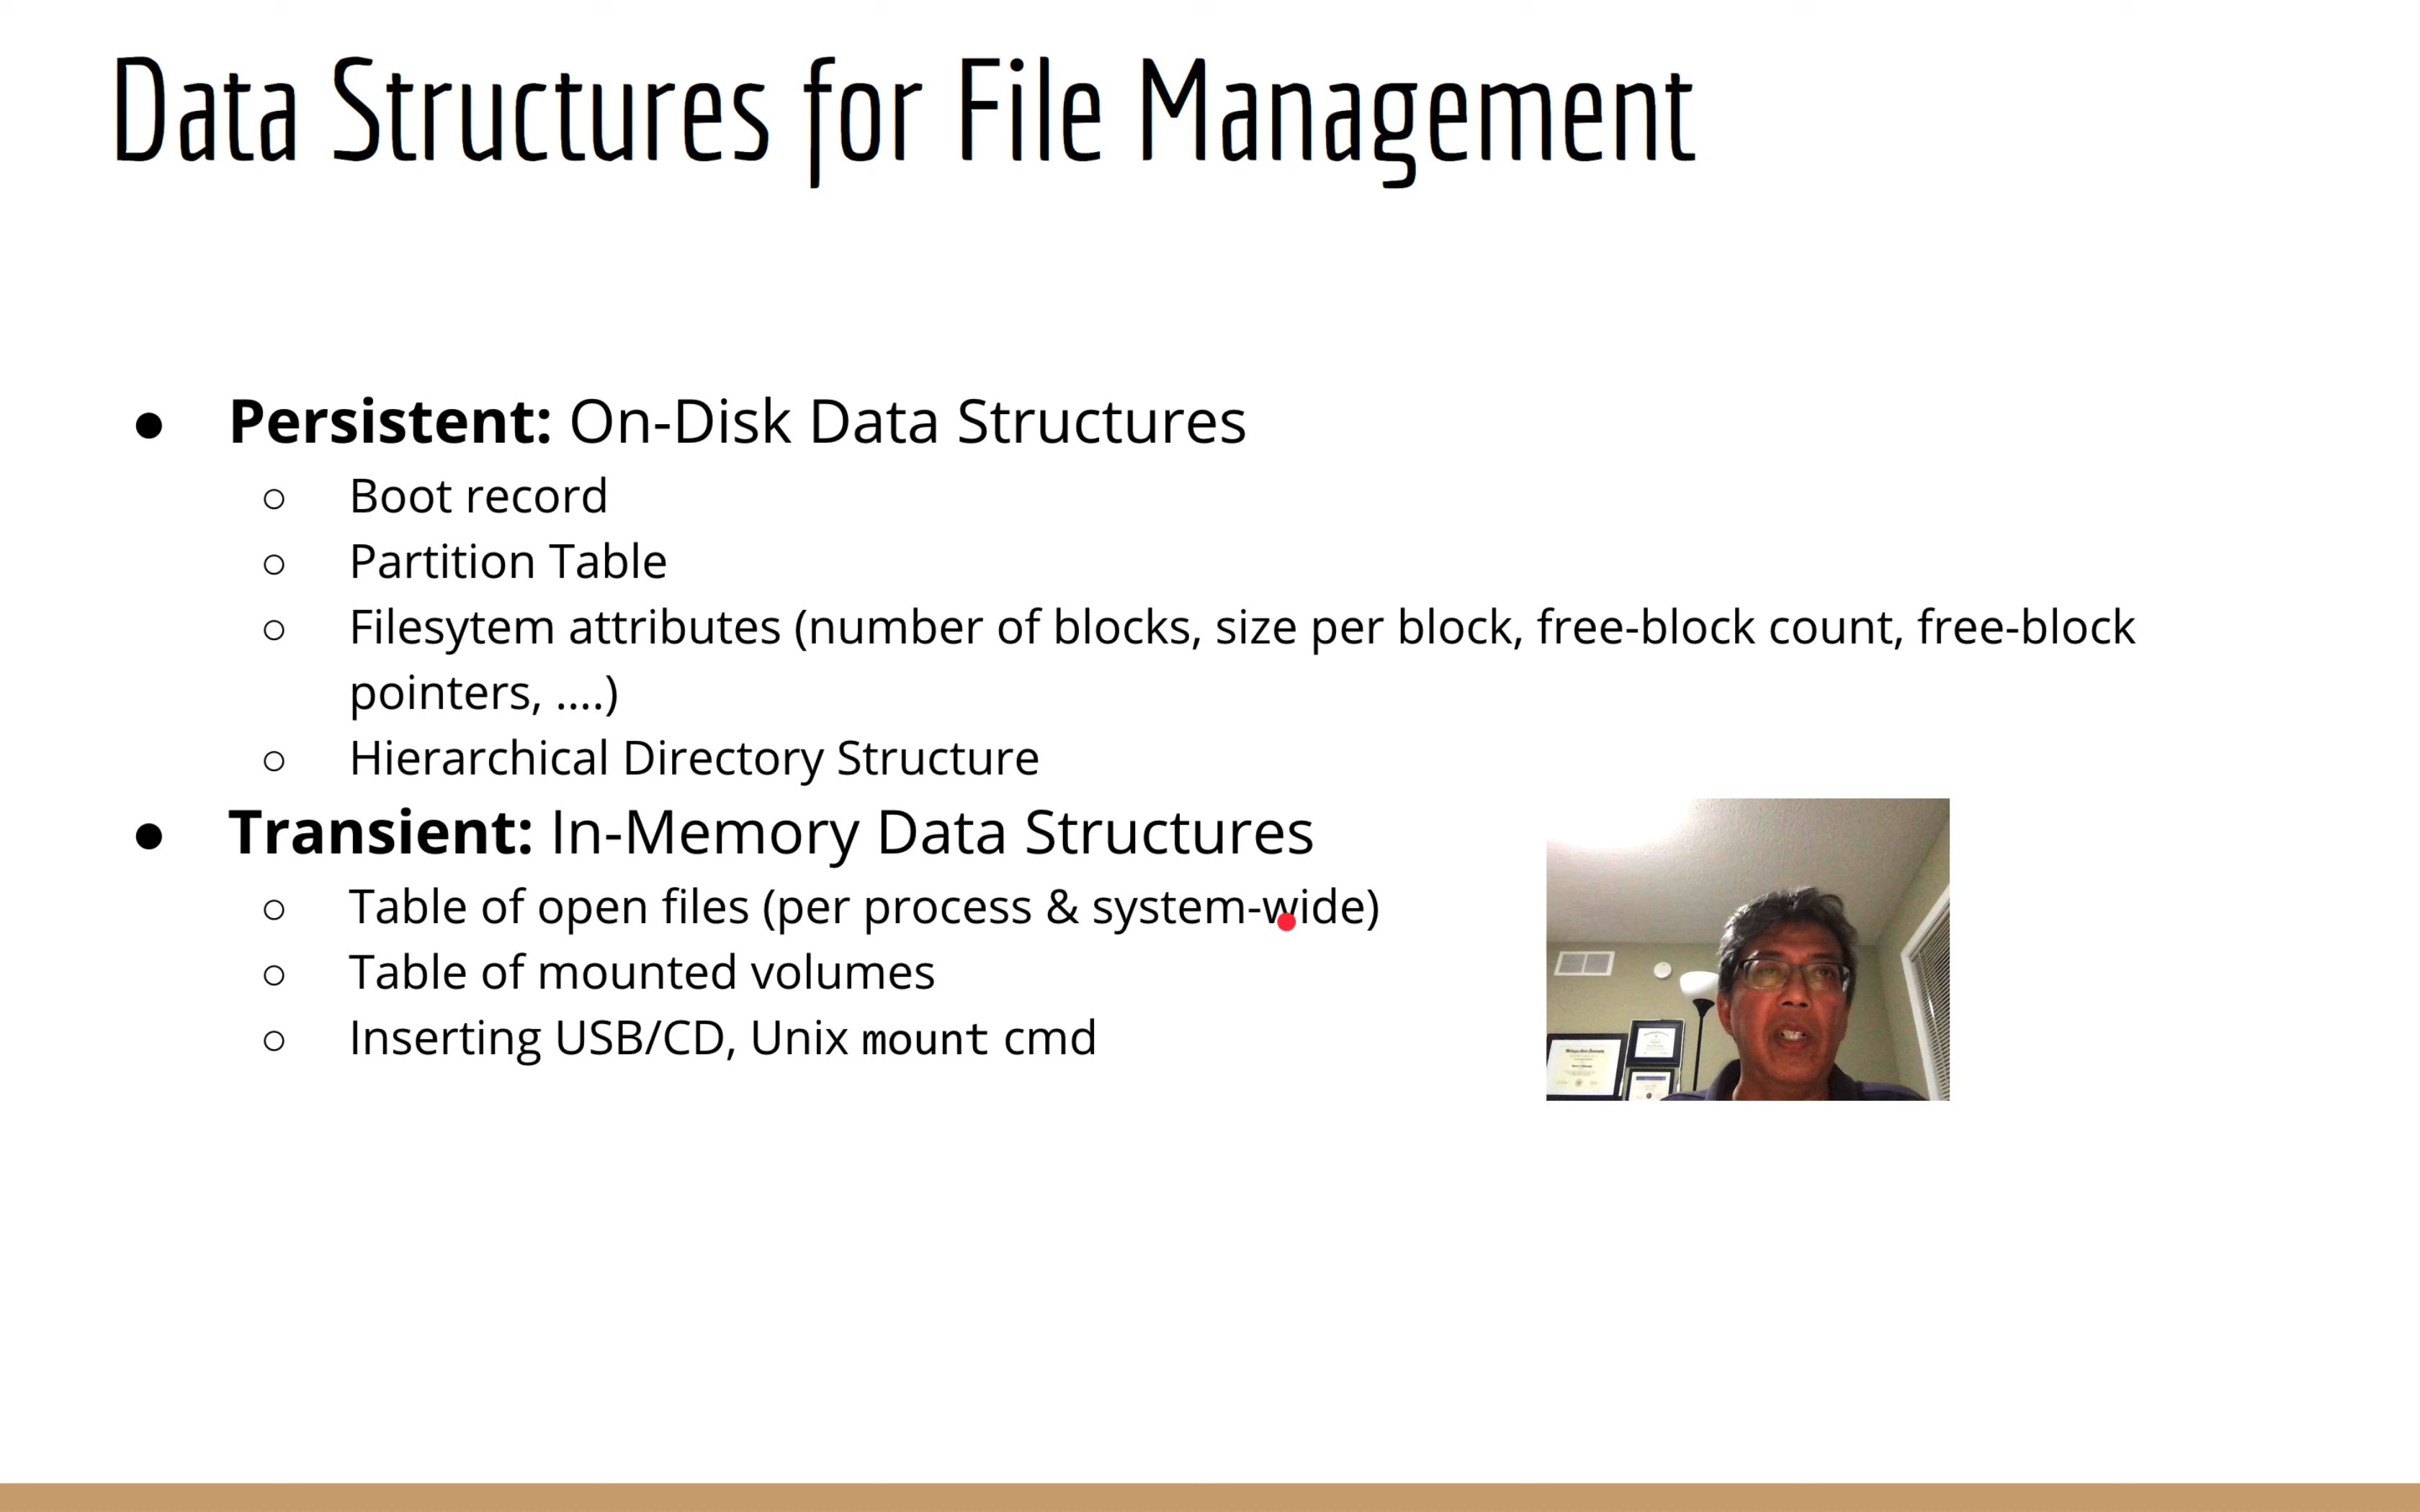 Data Structures for File Management
● Persistent: On-Disk Data Structures
○ Boot record
○ Partition Table
○ Filesytem attributes (number of blocks, size per block, free-block count, free-block
pointers, ....)
○ Hierarchical Directory Structure
● Transient: In-Memory Data Structures
○ Table of open files (per process & system-wide)
○ Table of mounted volumes
○ Inserting USB/CD, Unix mount cmd